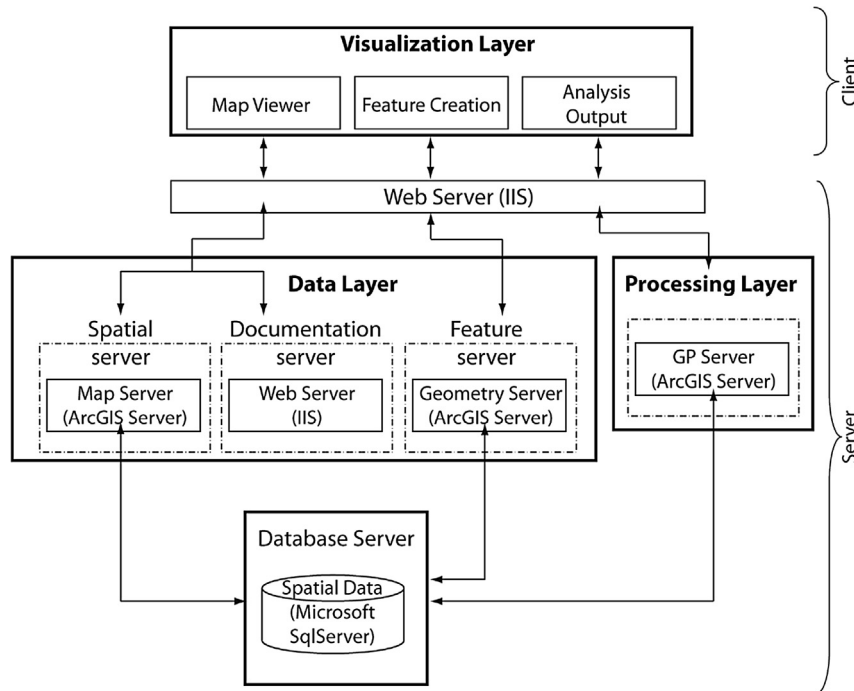 Visualization Layer
Map Viewer
Feature Creation
Analysis
Output
Client
Web Server (IIS)
Data Layer
Spatial
server
Map Server
(ArcGIS Server)
Documentation
server
Web Server
(IIS)
Feature
server
Geometry Server
(ArcGIS Server)
Processing Layer
GP Server
(ArcGIS Server)
Server
Database Server
Spatial Data
(Microsoft
SqlServer)